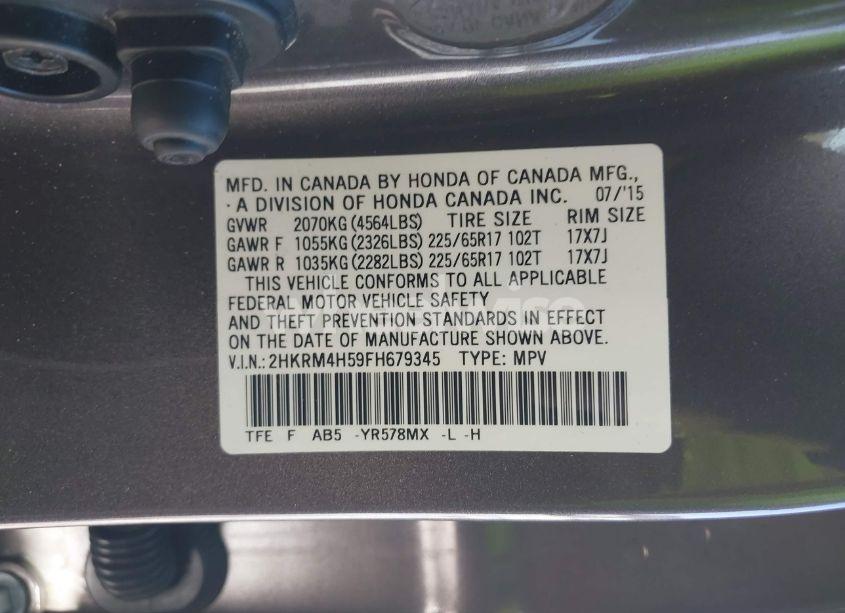 MFD. IN CANADA BY HONDA OF CANADA MFG.,
·A DIVISION OF HONDA CANADA INC. 07/'15
GVWR 2070KG(4564LBS) TIRE SIZE RIM SIZE
GAWR F 1055KG(2326LBS) 225/65R17 102T 17X7J
GAWR R 1035KG(2282LBS) 225/65R17 102T 17X7J
THIS VEHICLE CONFORMS TO ALL APPLICABLE
FEDERAL MOTOR VEHICLE SAFETY
AND THEFT PREVENTION STANDARDS IN EFFECT
ON THE DATE OF MANUFACTURE SHOWN ABOVE.
V.I.N.: 2HKRM4H59FH679345 TYPE: MPV
TFE F AB5 -YR578MX -L -H